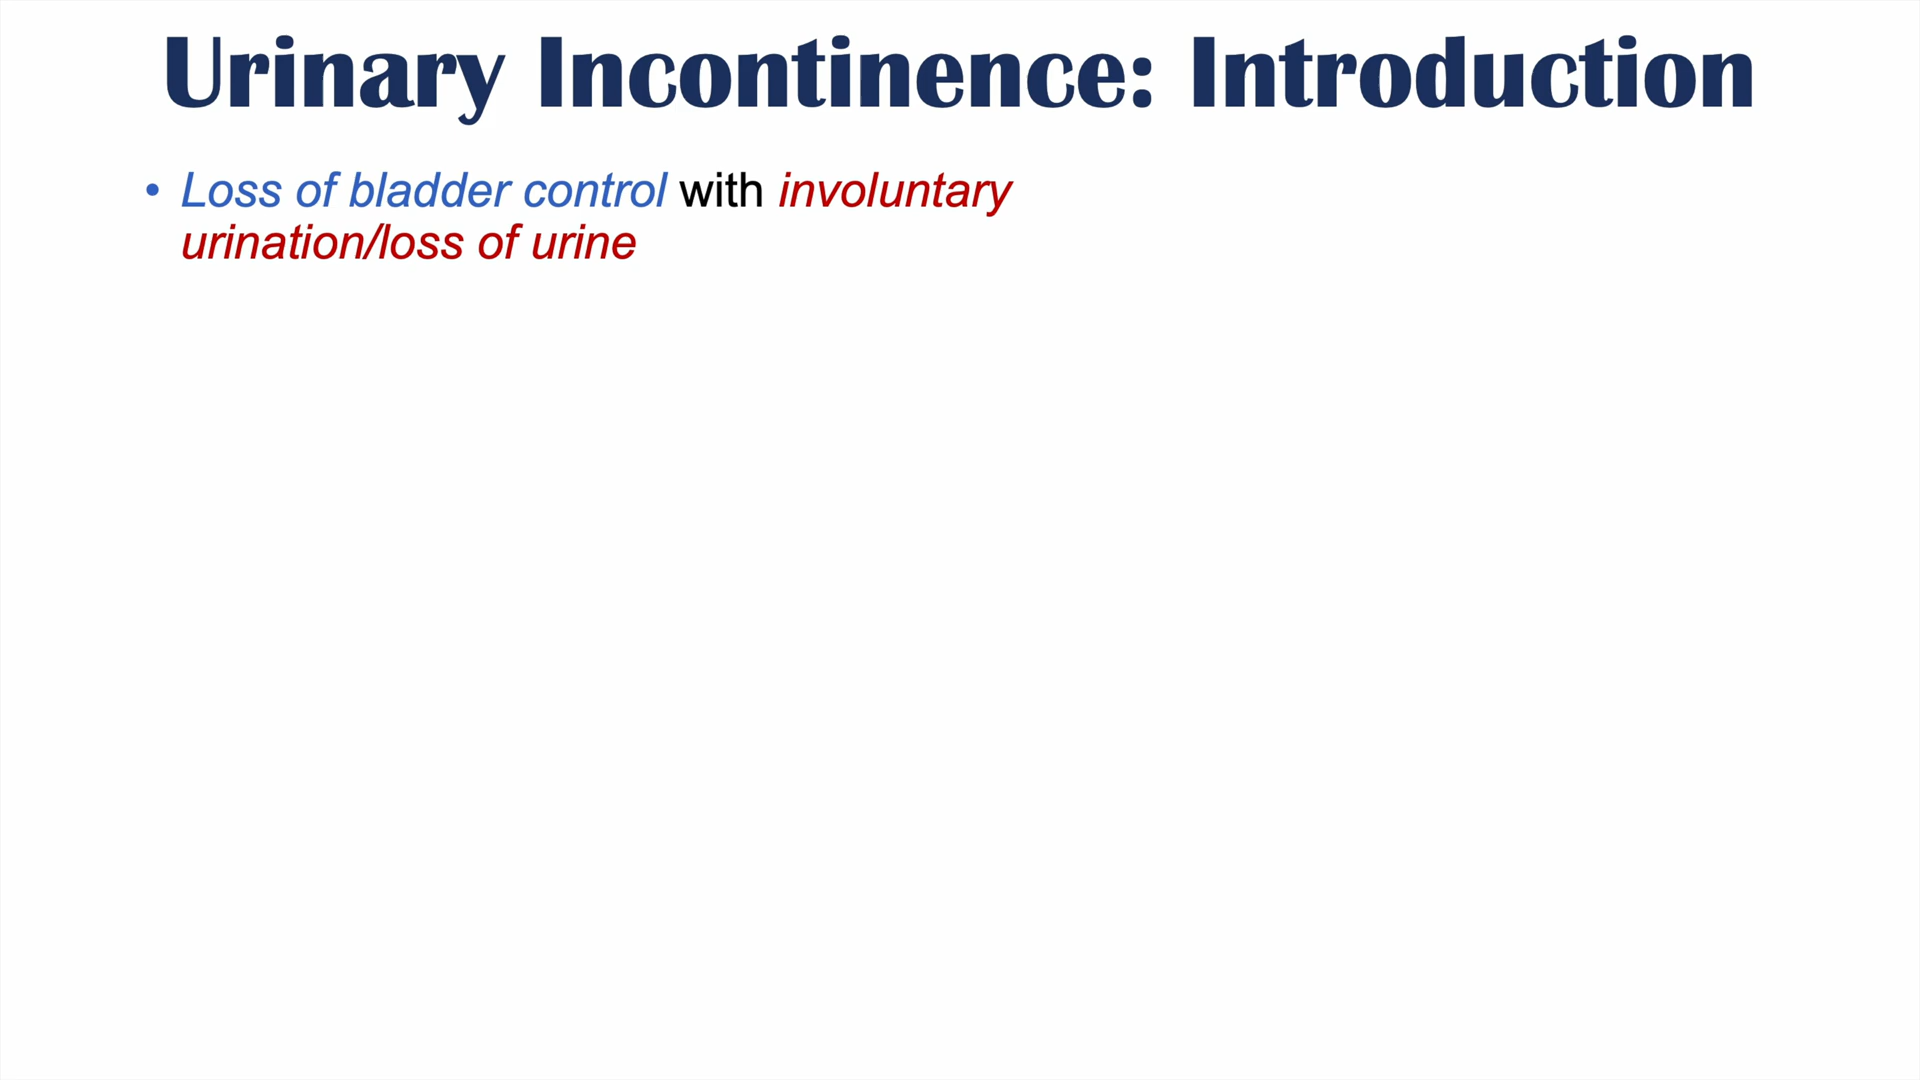 Urinary Incontinence: Introduction
• Loss of bladder control with involuntary
urination/loss of urine